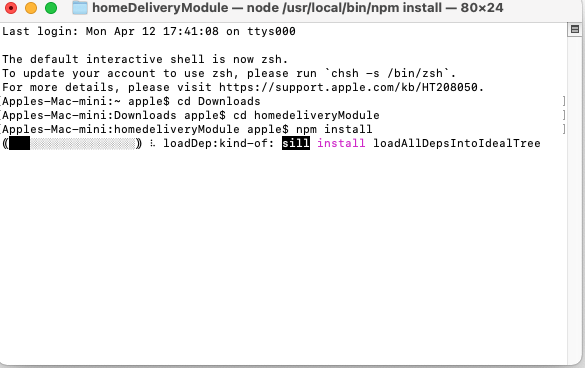 homeDeliveryModule — node /usr/local/bin/npm install — 80×24
Last login: Mon Apr 12 17:41:08 on ttys000
The default interactive shell is now zsh.
To update your account to use zsh, please run `chsh -s /bin/zsh`.
For more details, please visit https://support.apple.com/kb/HT208050.
[Apples-Mac-mini:~ apple$ cd Downloads ]
[Apples-Mac-mini:Downloads apple$ cd homedeliveryModule ]
[Apples-Mac-mini:homedeliveryModule apple$ npm install ]
⸨███░░░░░░░░░░░░░░░⸩ ⠧ loadDep:kind-of: sill install loadAllDepsIntoIdealTree